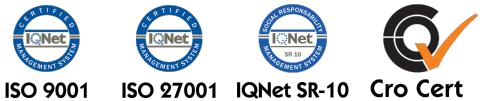 CERTIFIED
IQNet
MANAGEMENT SYSTEM
ISO 9001
CERTIFIED
IQNet
MANAGEMENT SYSTEM
ISO 27001
SOCIAL RESPONSABILITY
IQNet
SR 10
MANAGEMENT SYSTEM
IQNet SR-10
Cro Cert